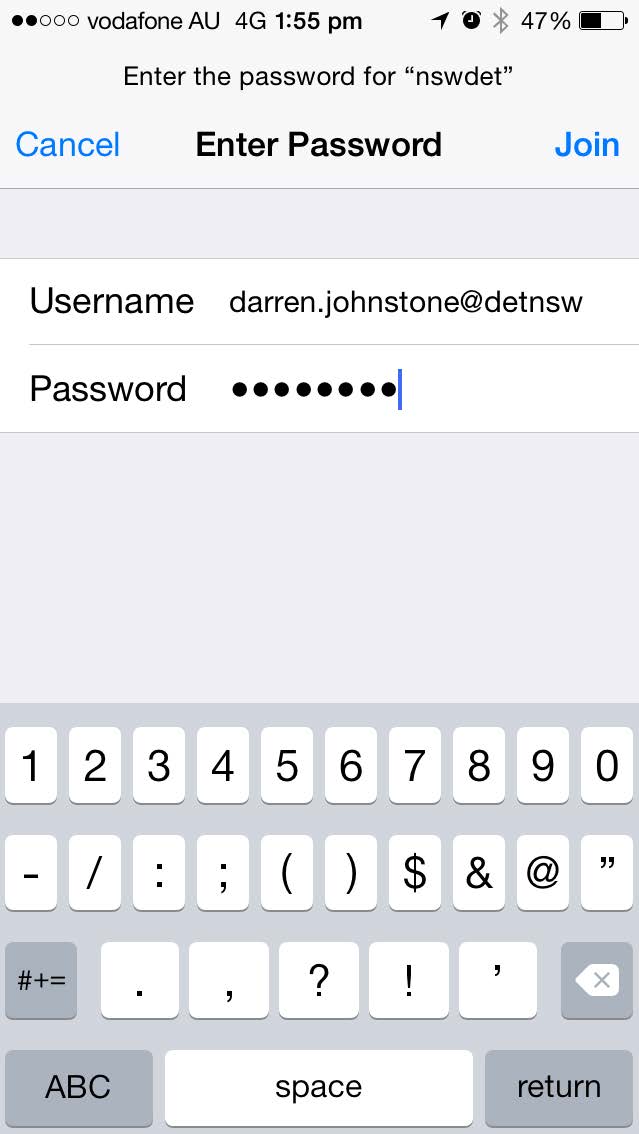 vodafone AU 4G 1:55 pm 47%
Enter the password for “nswdet”
Cancel Enter Password Join
Username darren.johnstone@detnsw
Password ••••••••
1 2 3 4 5 6 7 8 9 0
- / : ; ( ) $ & @ ”
#+= . , ? ! ’
ABC space return